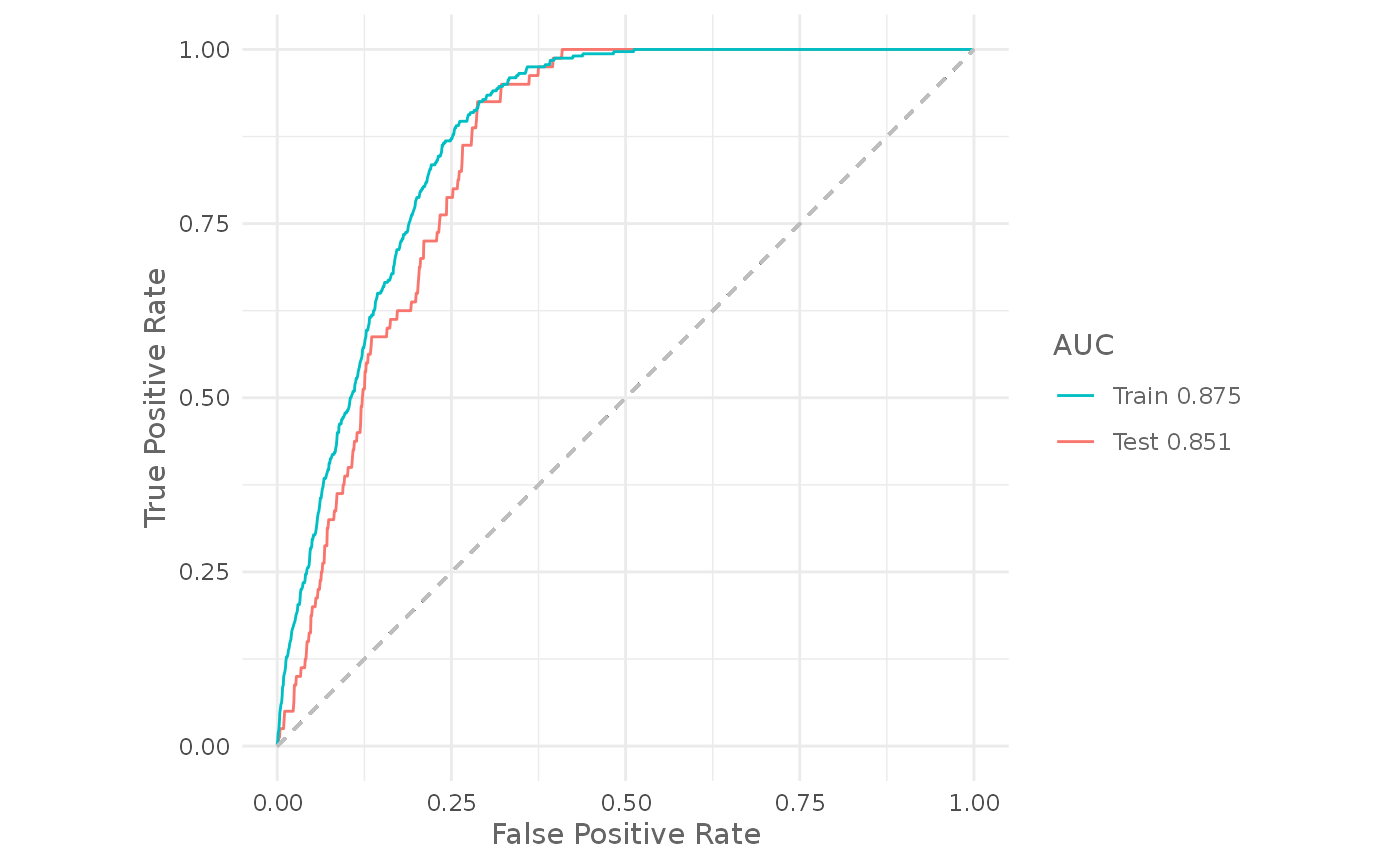 1.00
0.75
0.50
0.25
0.00
True Positive Rate
0.00 0.25 0.50 0.75 1.00
False Positive Rate
AUC
Train 0.875
Test 0.851